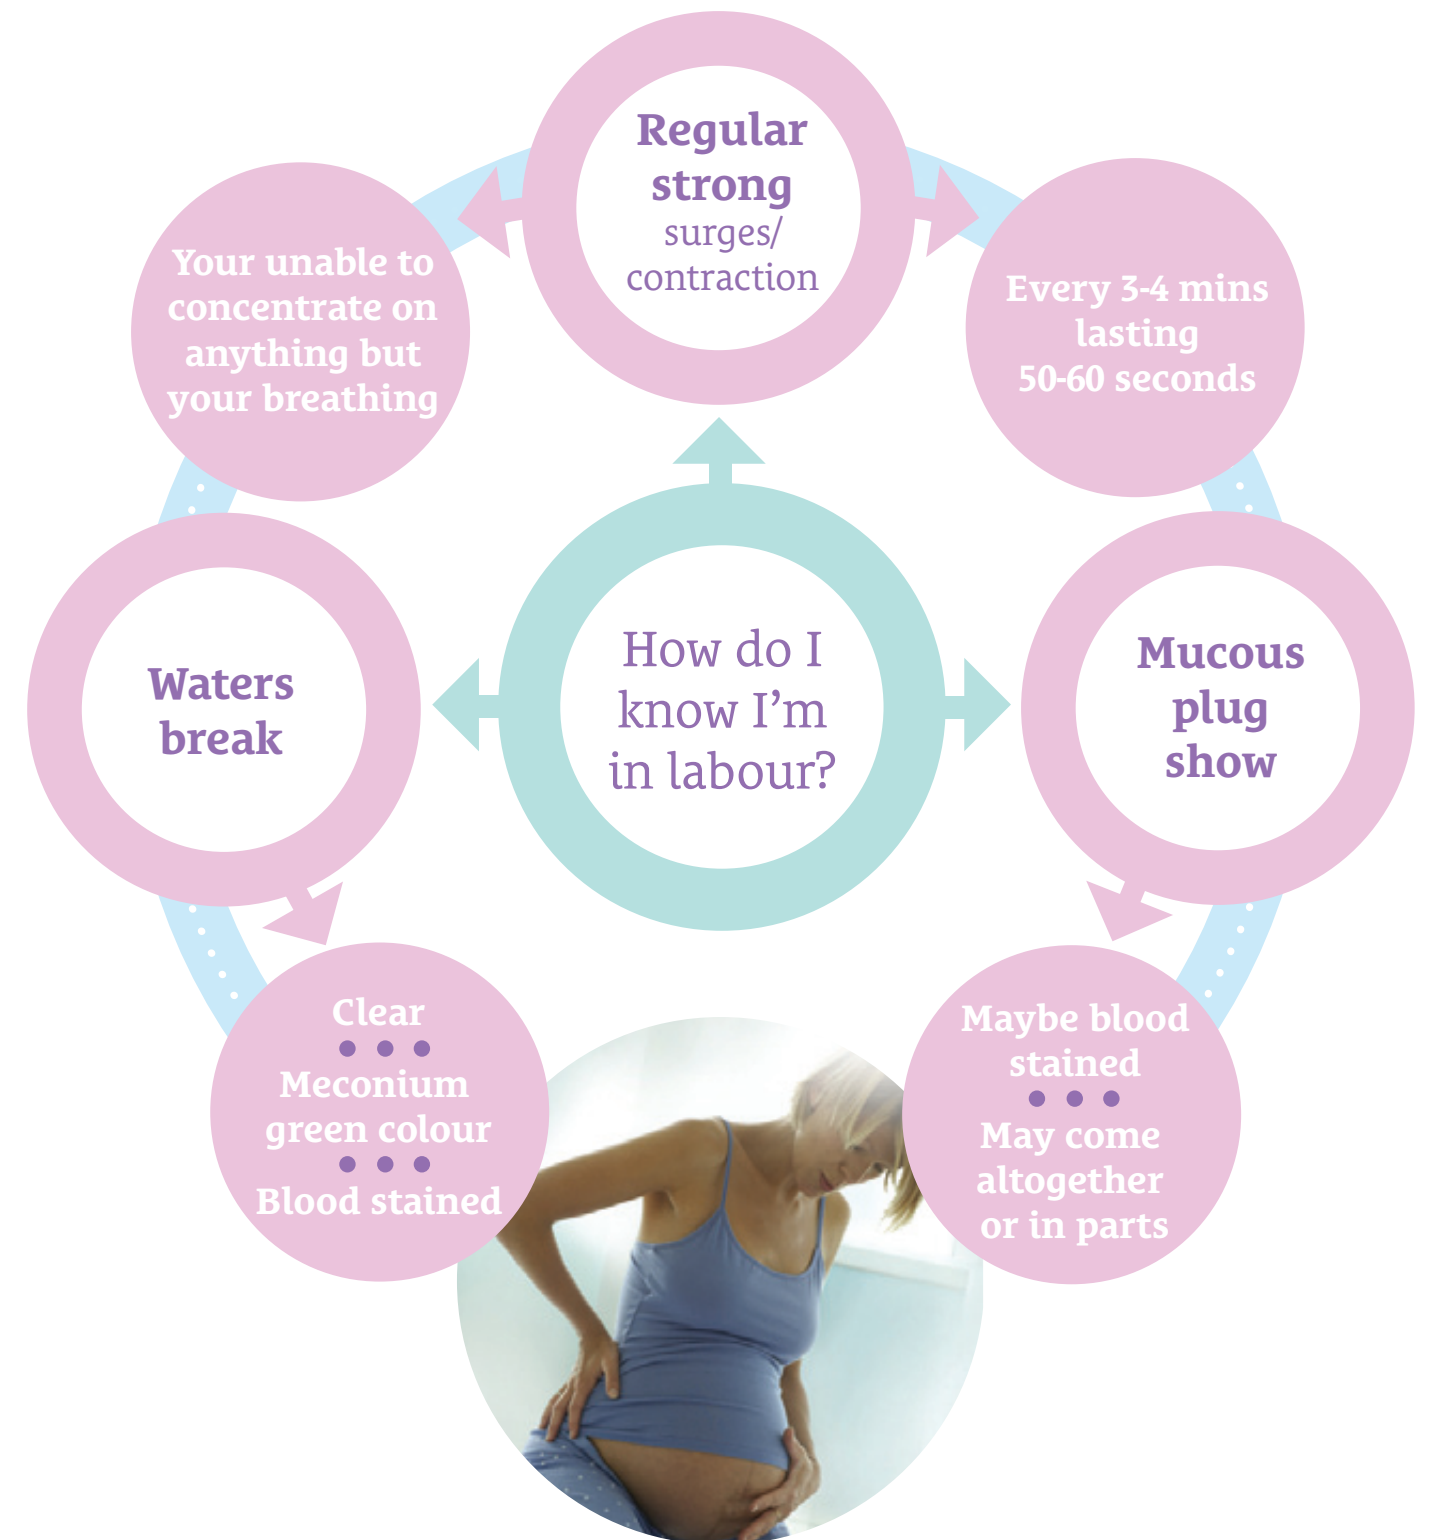 Regular
strong
surges/
contraction
Your unable to
concentrate on
anything but
your breathing
Every 3-4 mins
lasting
50-60 seconds
Waters
break
How do I
know I’m
in labour?
Mucous
plug
show
Clear
Meconium
green colour
Blood stained
Maybe blood
stained
May come
altogether
or in parts